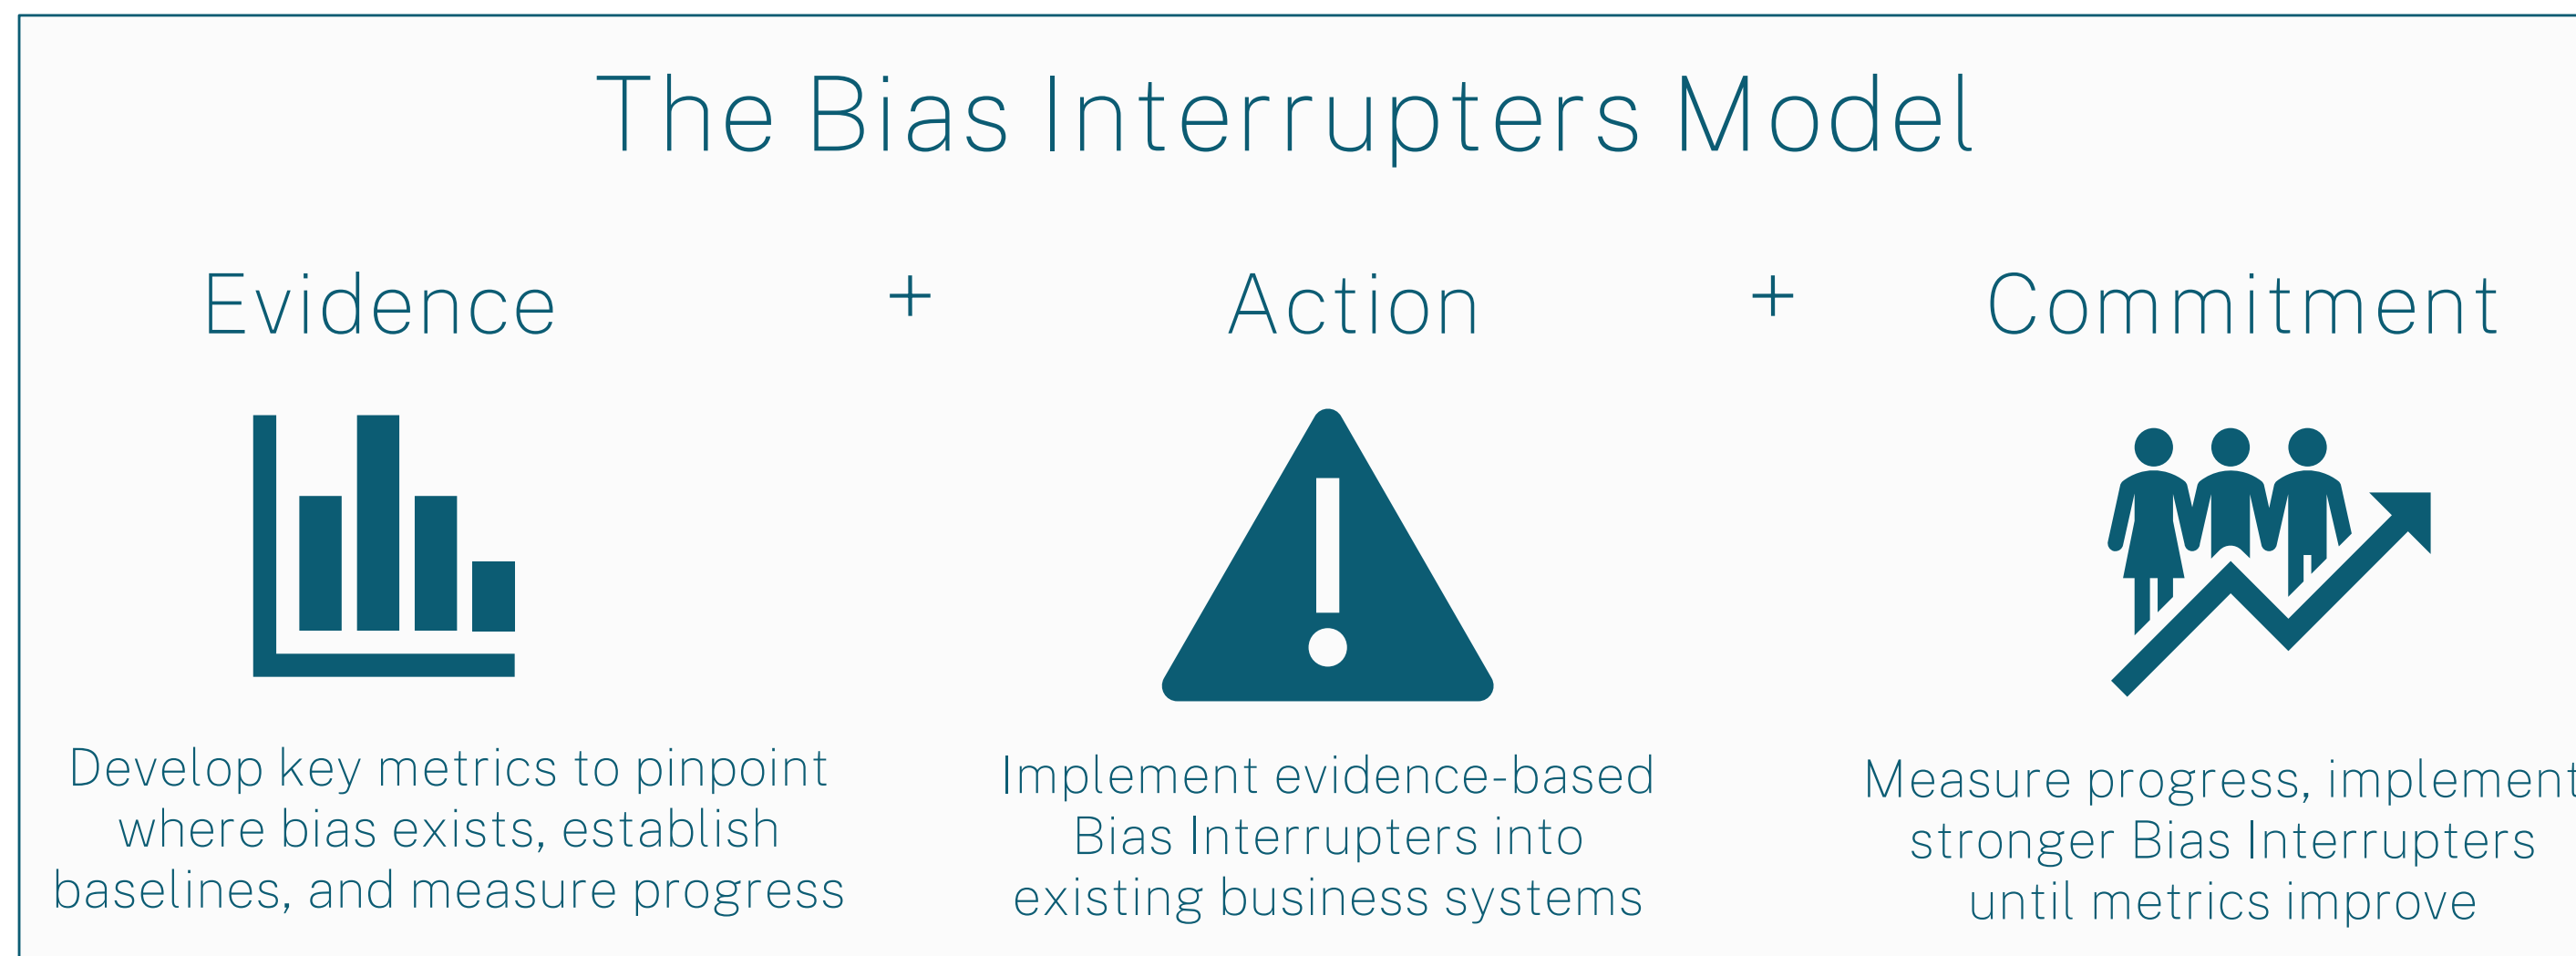 The Bias Interrupters Model
Evidence + Action + Commitment
Develop key metrics to pinpoint
where bias exists, establish
baselines, and measure progress
Implement evidence-based
Bias Interrupters into
existing business systems
Measure progress, implement
stronger Bias Interrupters
until metrics improve